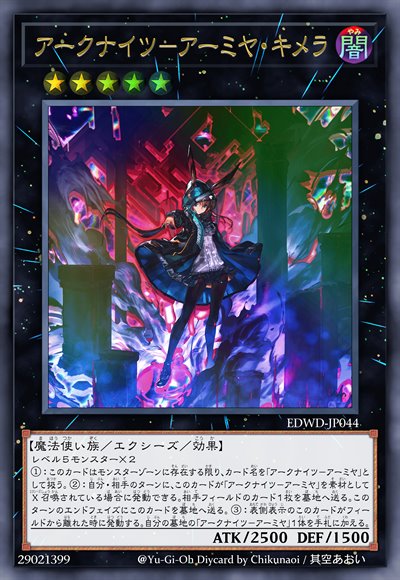 アークナイツーアーミヤ・キメラ
闇
EDWD-JP044
【魔法使い族／エクシーズ／効果】
レベル５モンスター×２
①：このカードはモンスターゾーンに存在する限り、カード名を「アークナイツーアーミヤ」と
して扱う。②：自分・相手のターンに、このカードが「アークナイツーアーミヤ」を素材として
X召喚されている場合に発動できる。相手フィールドのカード１枚を墓地へ送る。この
ターンのエンドフェイズにこのカードを墓地へ送る。③：表側表示のこのカードがフィー
ルドから離れた時に発動する。自分の墓地の「アークナイツーアーミヤ」１体を手札に加える。
ATK/2500 DEF/1500
29021399
@Yu-Gi-Oh Diycard by Chikunaoi / 其空あおい